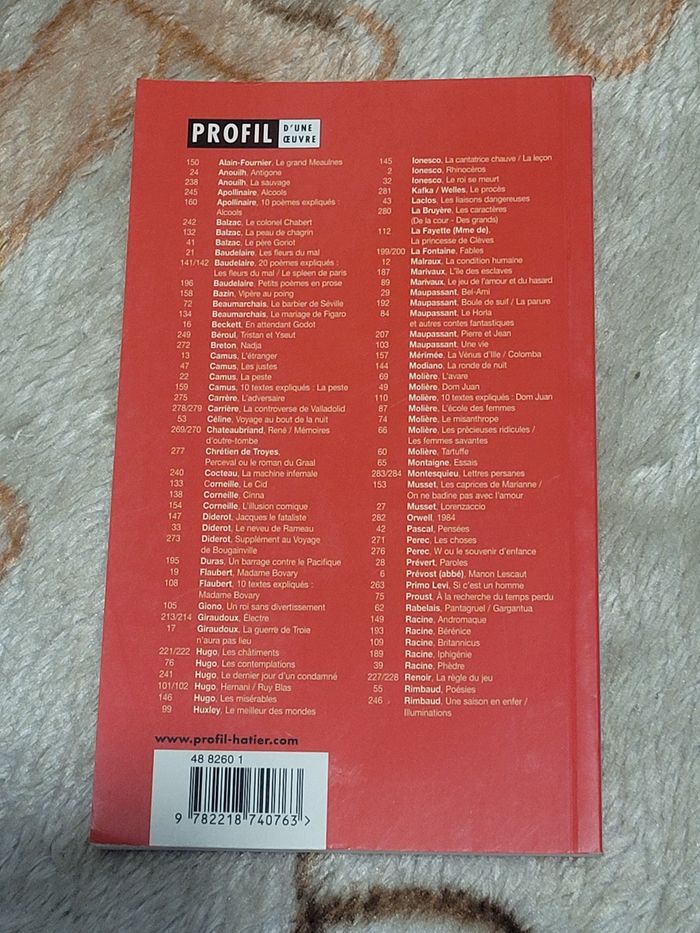 PROFIL D'UNE
ŒUVRE
150 Alain-Fournier, Le grand Meaulnes
24 Anouilh, Antigone
238 Anouilh, La sauvage
245 Apollinaire, Alcools
160 Apollinaire, 10 poèmes expliqués :
Alcools
242 Balzac, Le colonel Chabert
132 Balzac, La peau de chagrin
41 Balzac, Le père Goriot
21 Baudelaire, Les fleurs du mal
141/142 Baudelaire, 20 poèmes expliqués :
Les fleurs du mal / Le spleen de paris
196 Baudelaire, Petits poèmes en prose
158 Bazin, Vipère au poing
72 Beaumarchais, Le barbier de Séville
134 Beaumarchais, Le mariage de Figaro
16 Beckett, En attendant Godot
249 Béroul, Tristan et Yseut
272 Breton, Nadja
13 Camus, L'étranger
47 Camus, Les justes
22 Camus, La peste
159 Camus, 10 textes expliqués : La peste
275 Carrère, L'adversaire
278/279 Carrière, La controverse de Valladolid
53 Céline, Voyage au bout de la nuit
269/270 Chateaubriand, René / Mémoires
d'outre-tombe
277 Chrétien de Troyes,
Perceval ou le roman du Graal
240 Cocteau, La machine infernale
133 Corneille, Le Cid
138 Corneille, Cinna
154 Corneille, L'illusion comique
147 Diderot, Jacques le fataliste
33 Diderot, Le neveu de Rameau
273 Diderot, Supplément au Voyage
de Bougainville
195 Duras, Un barrage contre le Pacifique
19 Flaubert, Madame Bovary
108 Flaubert, 10 textes expliqués :
Madame Bovary
105 Giono, Un roi sans divertissement
213/214 Giraudoux, Électre
17 Giraudoux, La guerre de Troie
n'aura pas lieu
221/222 Hugo, Les châtiments
76 Hugo, Les contemplations
241 Hugo, Le dernier jour d'un condamné
101/102 Hugo, Hernani / Ruy Blas
146 Hugo, Les misérables
99 Huxley, Le meilleur des mondes
145 Ionesco, La cantatrice chauve / La leçon
2 Ionesco, Rhinocéros
32 Ionesco, Le roi se meurt
281 Kafka / Welles, Le procès
43 Laclos, Les liaisons dangereuses
280 La Bruyère, Les caractères
(De la cour - Des grands)
112 La Fayette (Mme de),
La princesse de Clèves
199/200 La Fontaine, Fables
12 Malraux, La condition humaine
187 Marivaux, L'île des esclaves
89 Marivaux, Le jeu de l'amour et du hasard
29 Maupassant, Bel-Ami
192 Maupassant, Boule de suif / La parure
84 Maupassant, Le Horla
et autres contes fantastiques
207 Maupassant, Pierre et Jean
103 Maupassant, Une vie
157 Mérimée, La Vénus d'Ille / Colomba
144 Modiano, La ronde de nuit
69 Molière, L'avare
49 Molière, Dom Juan
110 Molière, 10 textes expliqués : Dom Juan
87 Molière, L'école des femmes
74 Molière, Le misanthrope
66 Molière, Les précieuses ridicules /
Les femmes savantes
60 Molière, Tartuffe
65 Montaigne, Essais
283/284 Montesquieu, Lettres persanes
153 Musset, Les caprices de Marianne /
On ne badine pas avec l'amour
27 Musset, Lorenzaccio
282 Orwell, 1984
42 Pascal, Pensées
271 Perec, Les choses
276 Perec, W ou le souvenir d'enfance
28 Prévert, Paroles
6 Prévost (abbé), Manon Lescaut
263 Primo Levi, Si c'est un homme
75 Proust, À la recherche du temps perdu
62 Rabelais, Pantagruel / Gargantua
149 Racine, Andromaque
193 Racine, Bérénice
109 Racine, Britannicus
189 Racine, Iphigénie
39 Racine, Phèdre
227/228 Renoir, La règle du jeu
55 Rimbaud, Poésies
246 Rimbaud, Une saison en enfer /
Illuminations
www.profil-hatier.com
48 8260 1
9 782218 740763 >